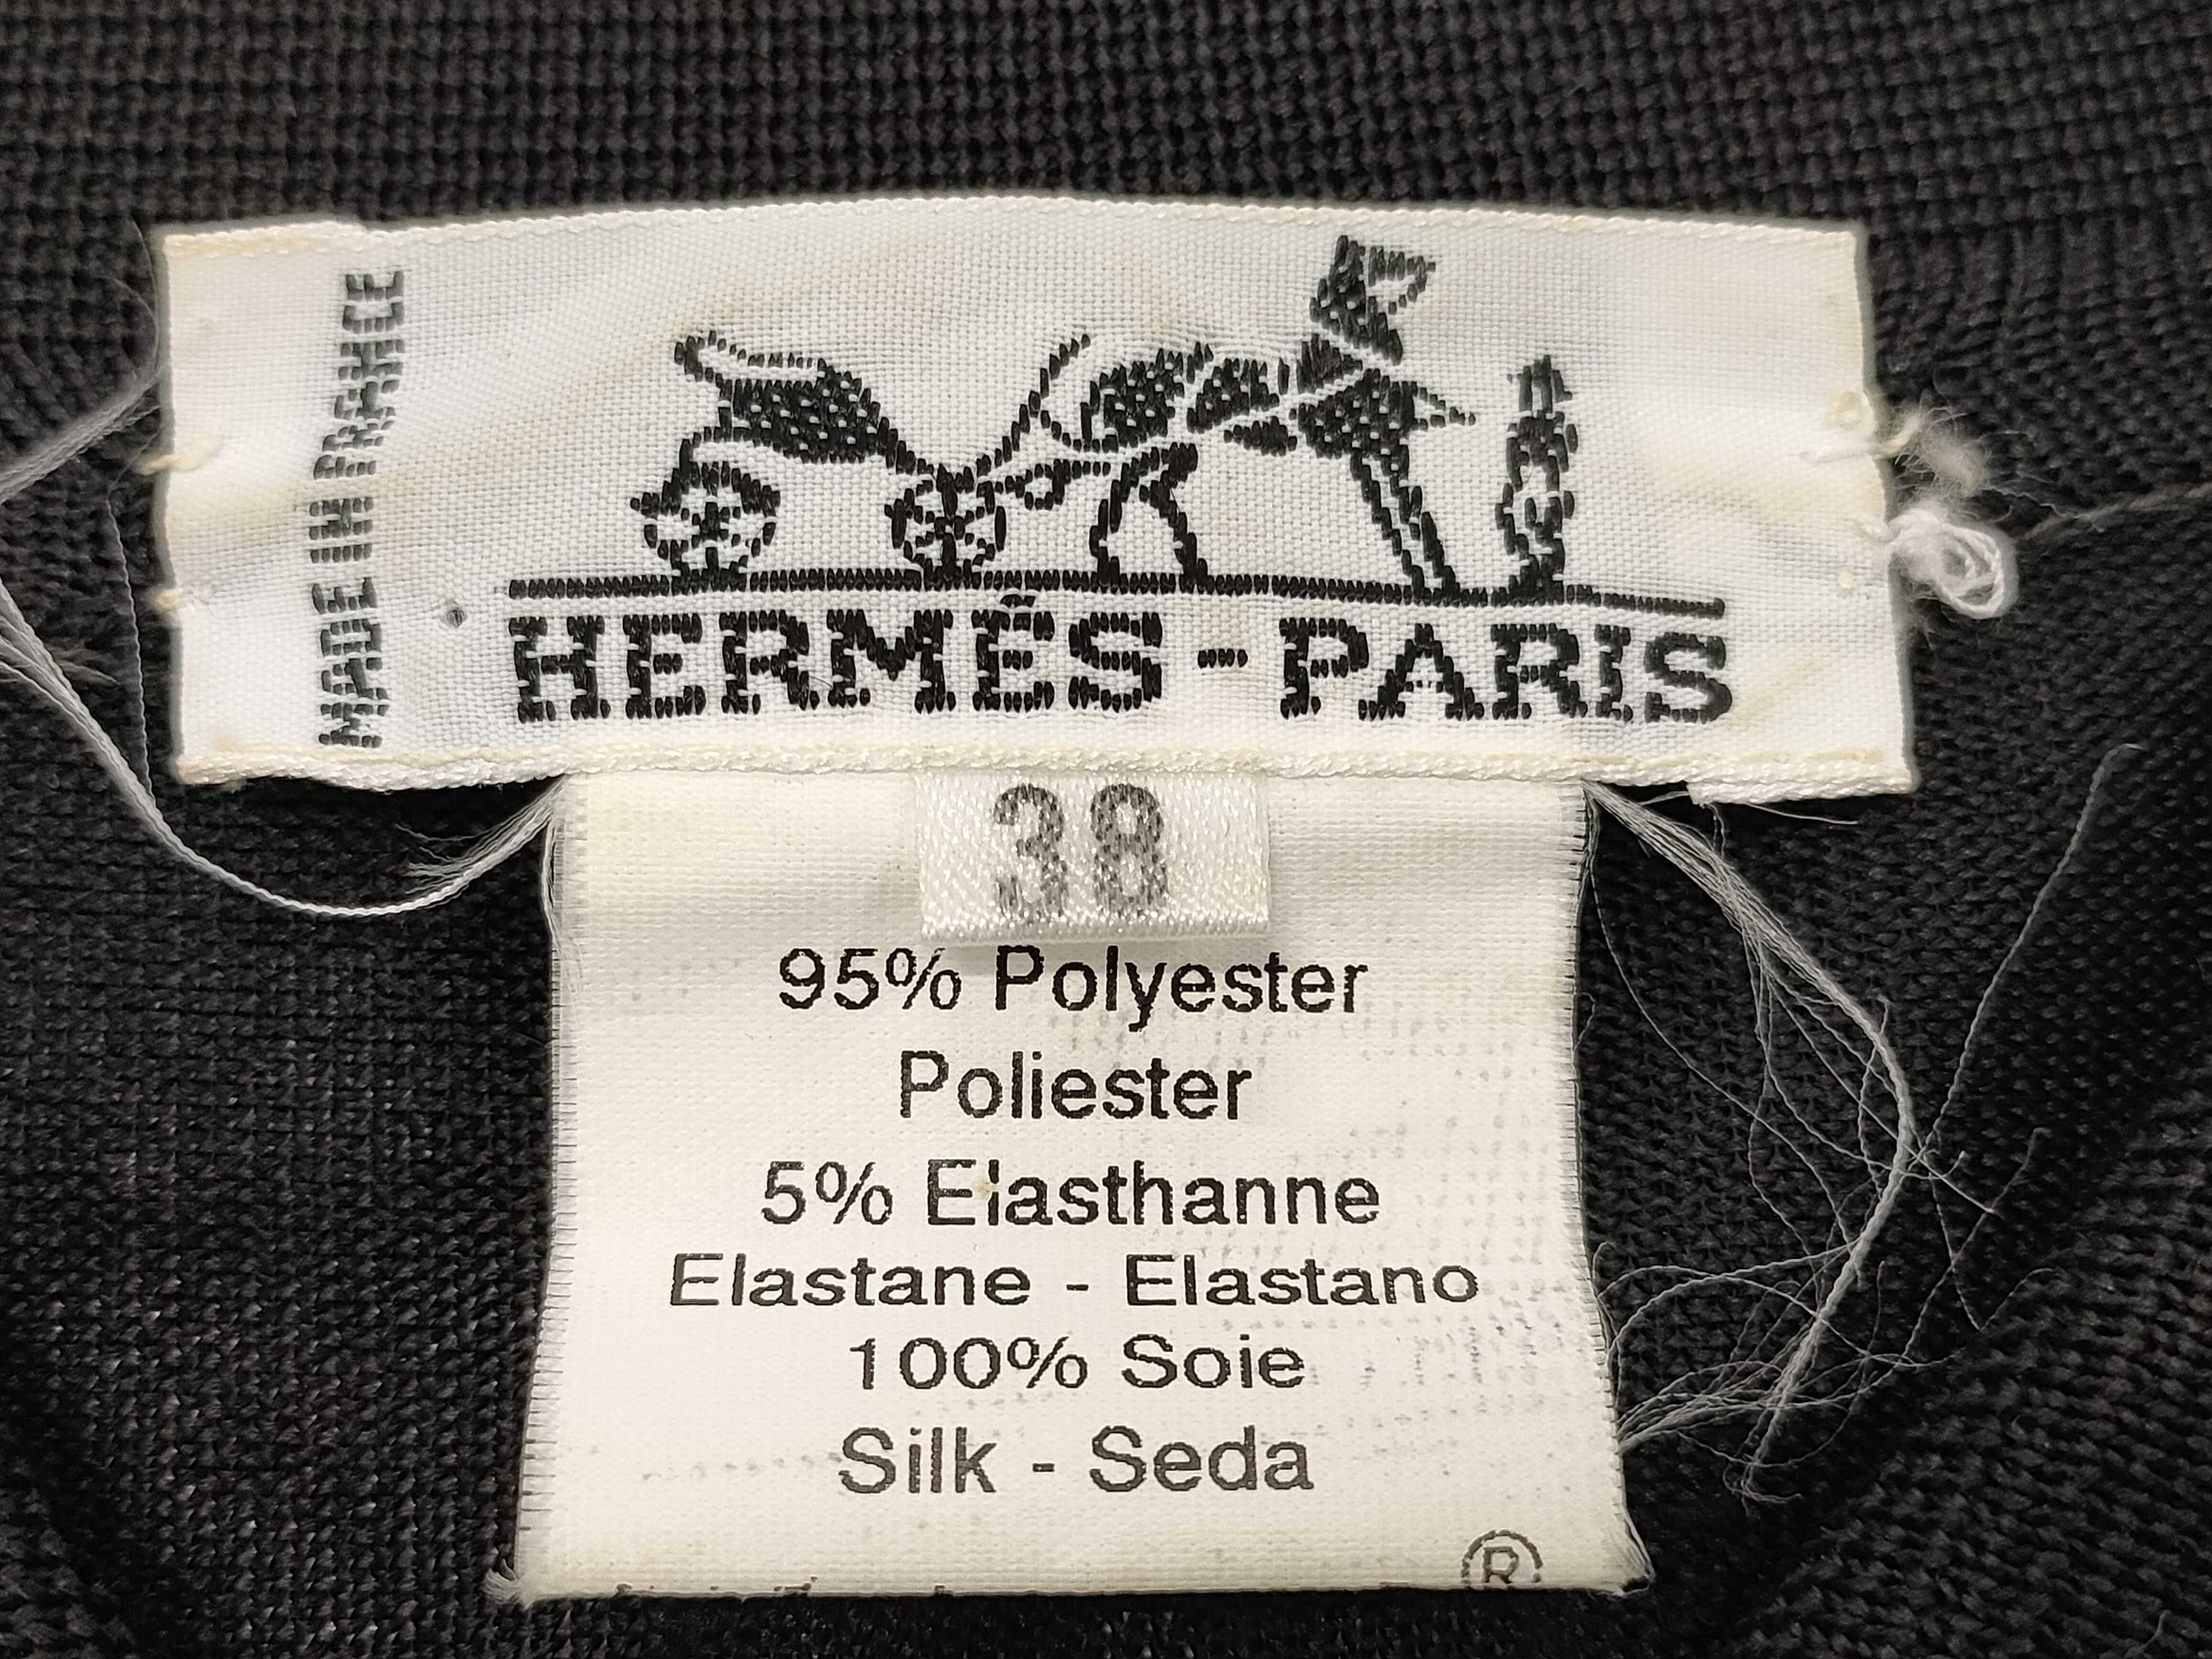 MADE IN FRANCE
HERMÈS - PARIS
38
95% Polyester
Poliester
5% Elasthanne
Elastane - Elastano
100% Soie
Silk - Seda
®